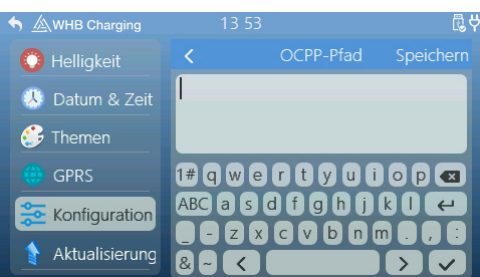 WHB Charging 13 53
Helligkeit
Datum & Zeit
Themen
GPRS
Konfiguration
Aktualisierung
OCPP-Pfad Speichern
1# q w e r t y u i o p
ABC a s d f g h j k l
_ - z x c v b n m . , :
& ~ < >